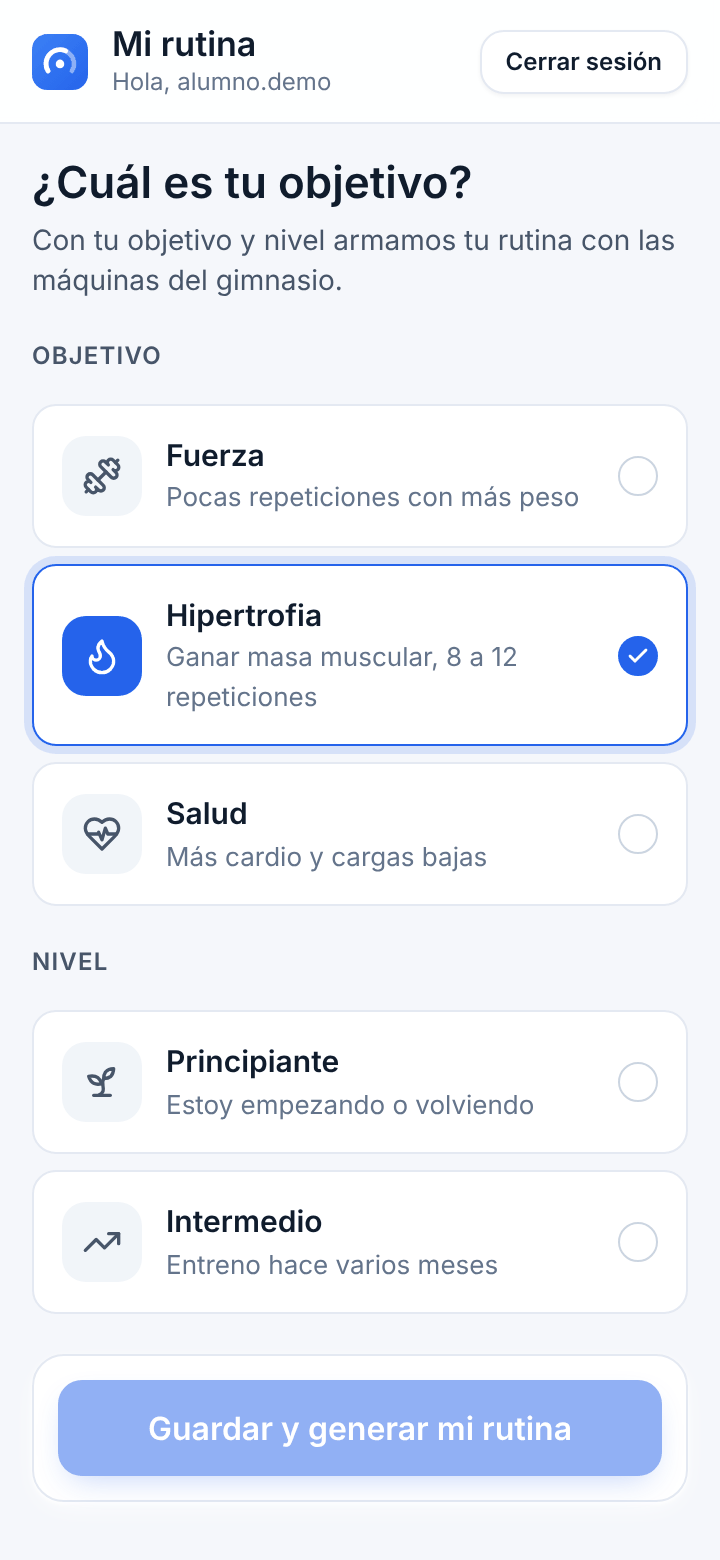 Mi rutina
Hola, alumno.demo
Cerrar sesión
¿Cuál es tu objetivo?
Con tu objetivo y nivel armamos tu rutina con las
máquinas del gimnasio.
OBJETIVO
Fuerza
Pocas repeticiones con más peso
Hipertrofia
Ganar masa muscular, 8 a 12
repeticiones
Salud
Más cardio y cargas bajas
NIVEL
Principiante
Estoy empezando o volviendo
Intermedio
Entreno hace varios meses
Guardar y generar mi rutina